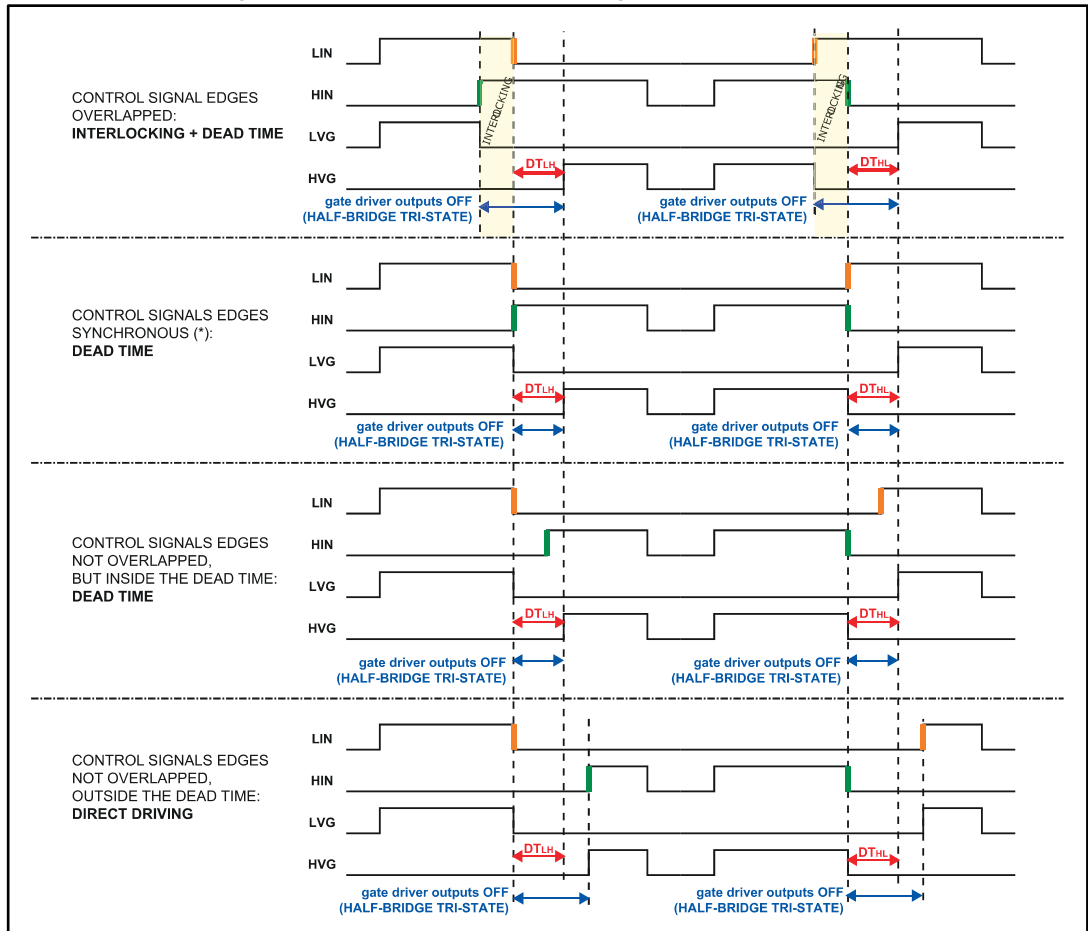 LIN
HIN
CONTROL SIGNAL EDGES
OVERLAPPED:
INTERLOCKING + DEAD TIME
LVG
HVG
INTERLOCKING
INTERLOCKING
DTLH
DTHL
gate driver outputs OFF
(HALF-BRIDGE TRI-STATE)
gate driver outputs OFF
(HALF-BRIDGE TRI-STATE)
LIN
HIN
CONTROL SIGNALS EDGES
SYNCHRONOUS (*):
DEAD TIME
LVG
HVG
DTLH
DTHL
gate driver outputs OFF
(HALF-BRIDGE TRI-STATE)
gate driver outputs OFF
(HALF-BRIDGE TRI-STATE)
LIN
HIN
CONTROL SIGNALS EDGES
NOT OVERLAPPED,
BUT INSIDE THE DEAD TIME:
DEAD TIME
LVG
HVG
DTLH
DTHL
gate driver outputs OFF
(HALF-BRIDGE TRI-STATE)
gate driver outputs OFF
(HALF-BRIDGE TRI-STATE)
LIN
HIN
CONTROL SIGNALS EDGES
NOT OVERLAPPED,
OUTSIDE THE DEAD TIME:
DIRECT DRIVING
LVG
HVG
DTLH
DTHL
gate driver outputs OFF
(HALF-BRIDGE TRI-STATE)
gate driver outputs OFF
(HALF-BRIDGE TRI-STATE)